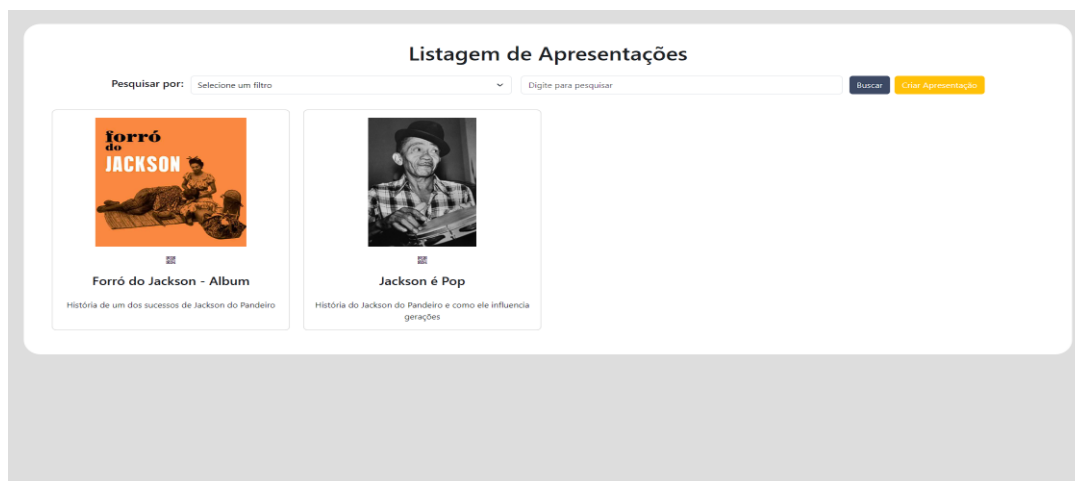 Listagem de Apresentações
Pesquisar por: Selecione um filtro Digite para pesquisar Buscar Criar Apresentação
forró
do
JACKSON
Forró do Jackson - Album
História de um dos sucessos de Jackson do Pandeiro
Jackson é Pop
História do Jackson do Pandeiro e como ele influencia
gerações